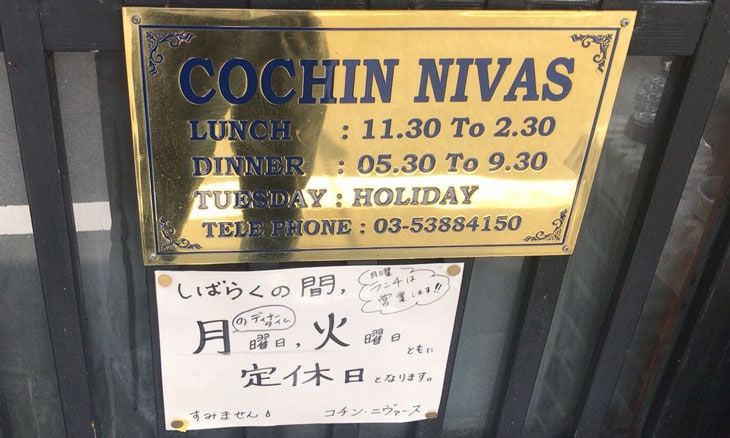 COCHIN NIVAS
LUNCH : 11.30 To 2.30
DINNER : 05.30 To 9.30
TUESDAY : HOLIDAY
TELE PHONE : 03-53884150
しばらくの間,
月曜
ランチは
営業します!!
のディナー
タイム
月曜日,火曜日
ともに
定休日となります。
すみません
コチン・ニヴァース